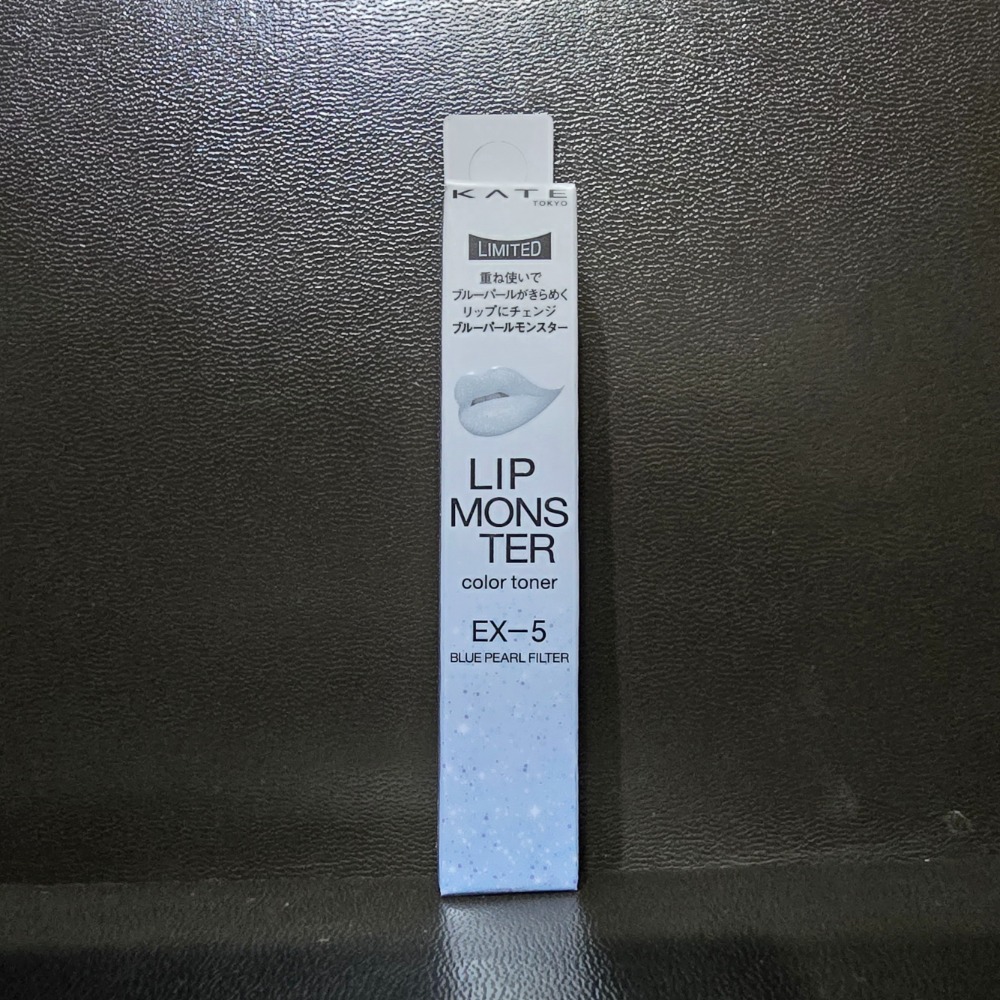 KATE
TOKYO
LIMITED
重ね使いで
ブルーパールがきらめく
リップにチェンジ
ブルーパールモンスター
LIP
MONS
TER
color toner
EX–5
BLUE PEARL FILTER